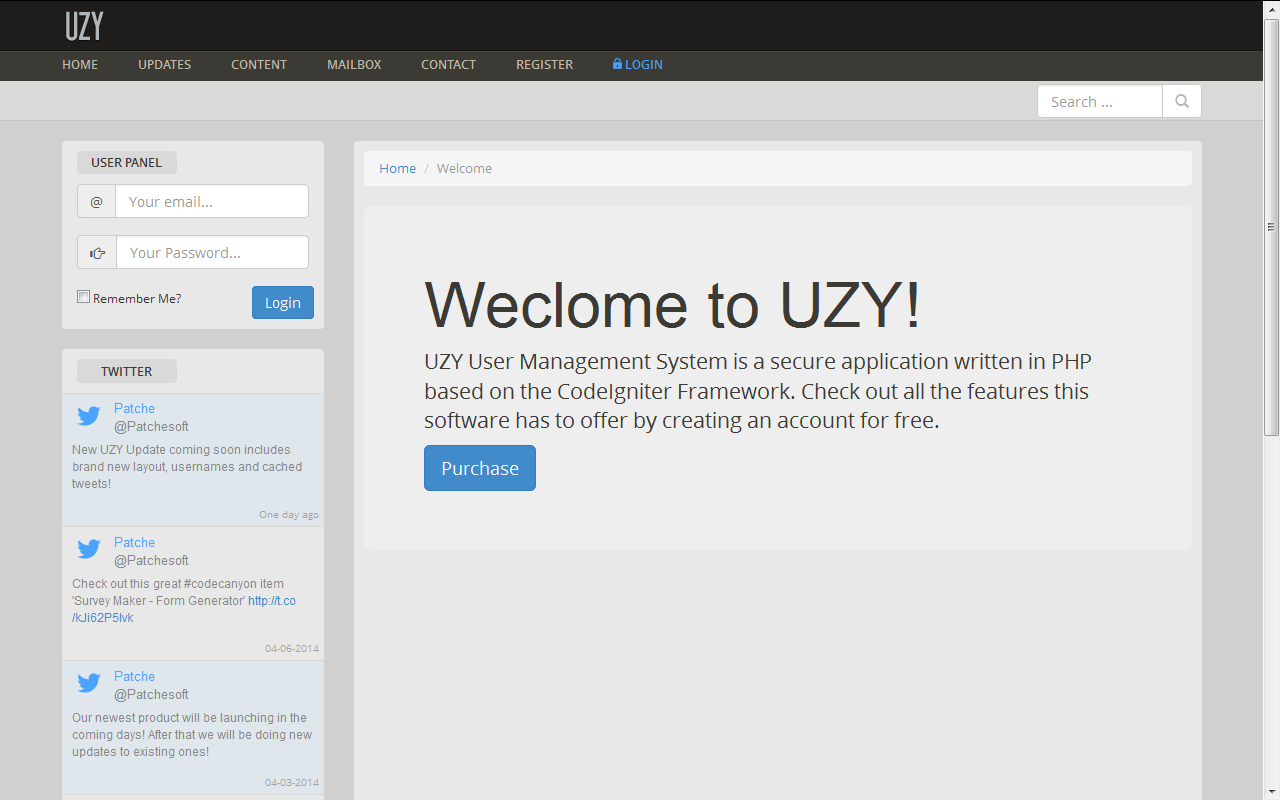 UZY
HOME UPDATES CONTENT MAILBOX CONTACT REGISTER LOGIN
Search ...
USER PANEL
@ Your email...
Your Password...
Remember Me? Login
TWITTER
Patche
@Patchesoft
New UZY Update coming soon includes
brand new layout, usernames and cached
tweets!
One day ago
Patche
@Patchesoft
Check out this great #codecanyon item
'Survey Maker - Form Generator' http://t.co
/kJi62P5lvk
04-06-2014
Patche
@Patchesoft
Our newest product will be launching in the
coming days! After that we will be doing new
updates to existing ones!
04-03-2014
Home / Welcome
Weclome to UZY!
UZY User Management System is a secure application written in PHP
based on the CodeIgniter Framework. Check out all the features this
software has to offer by creating an account for free.
Purchase